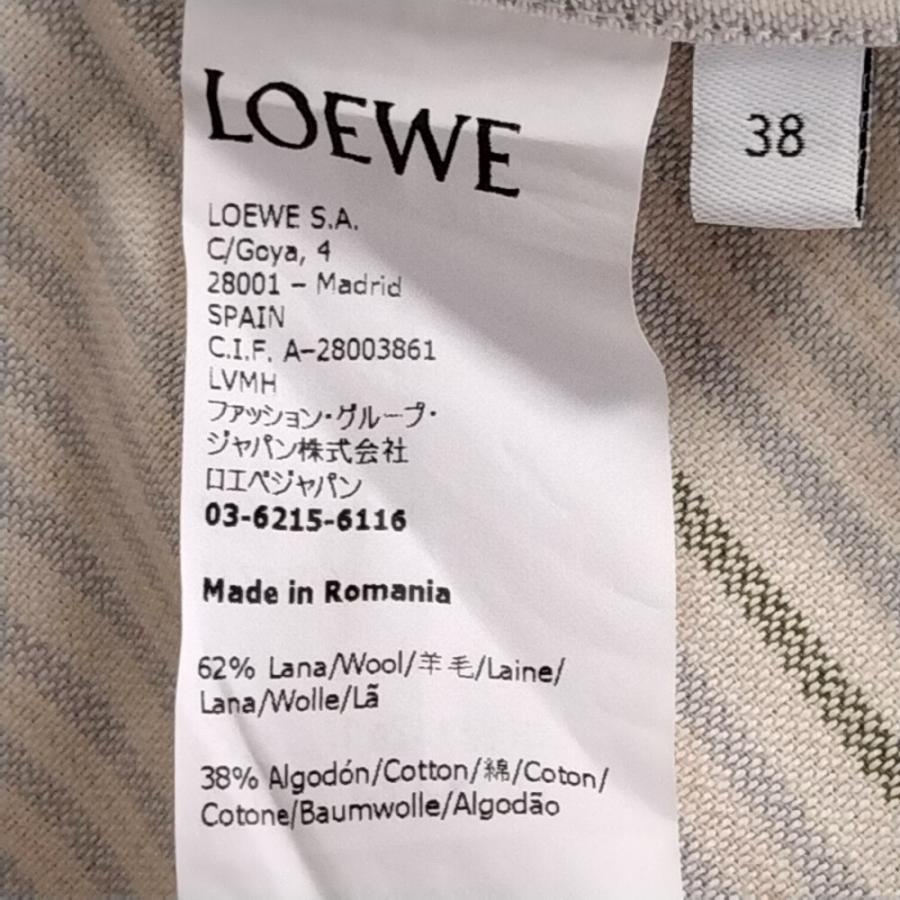 LOEWE
38
LOEWE S.A.
C/Goya, 4
28001 – Madrid
SPAIN
C.I.F. A-28003861
LVMH
ファッション・グループ・
ジャパン株式会社
ロエベジャパン
03-6215-6116
Made in Romania
62% Lana/Wool/羊毛/Laine/
Lana/Wolle/Lã
38% Algodón/Cotton/綿/Coton/
Cotone/Baumwolle/Algodão